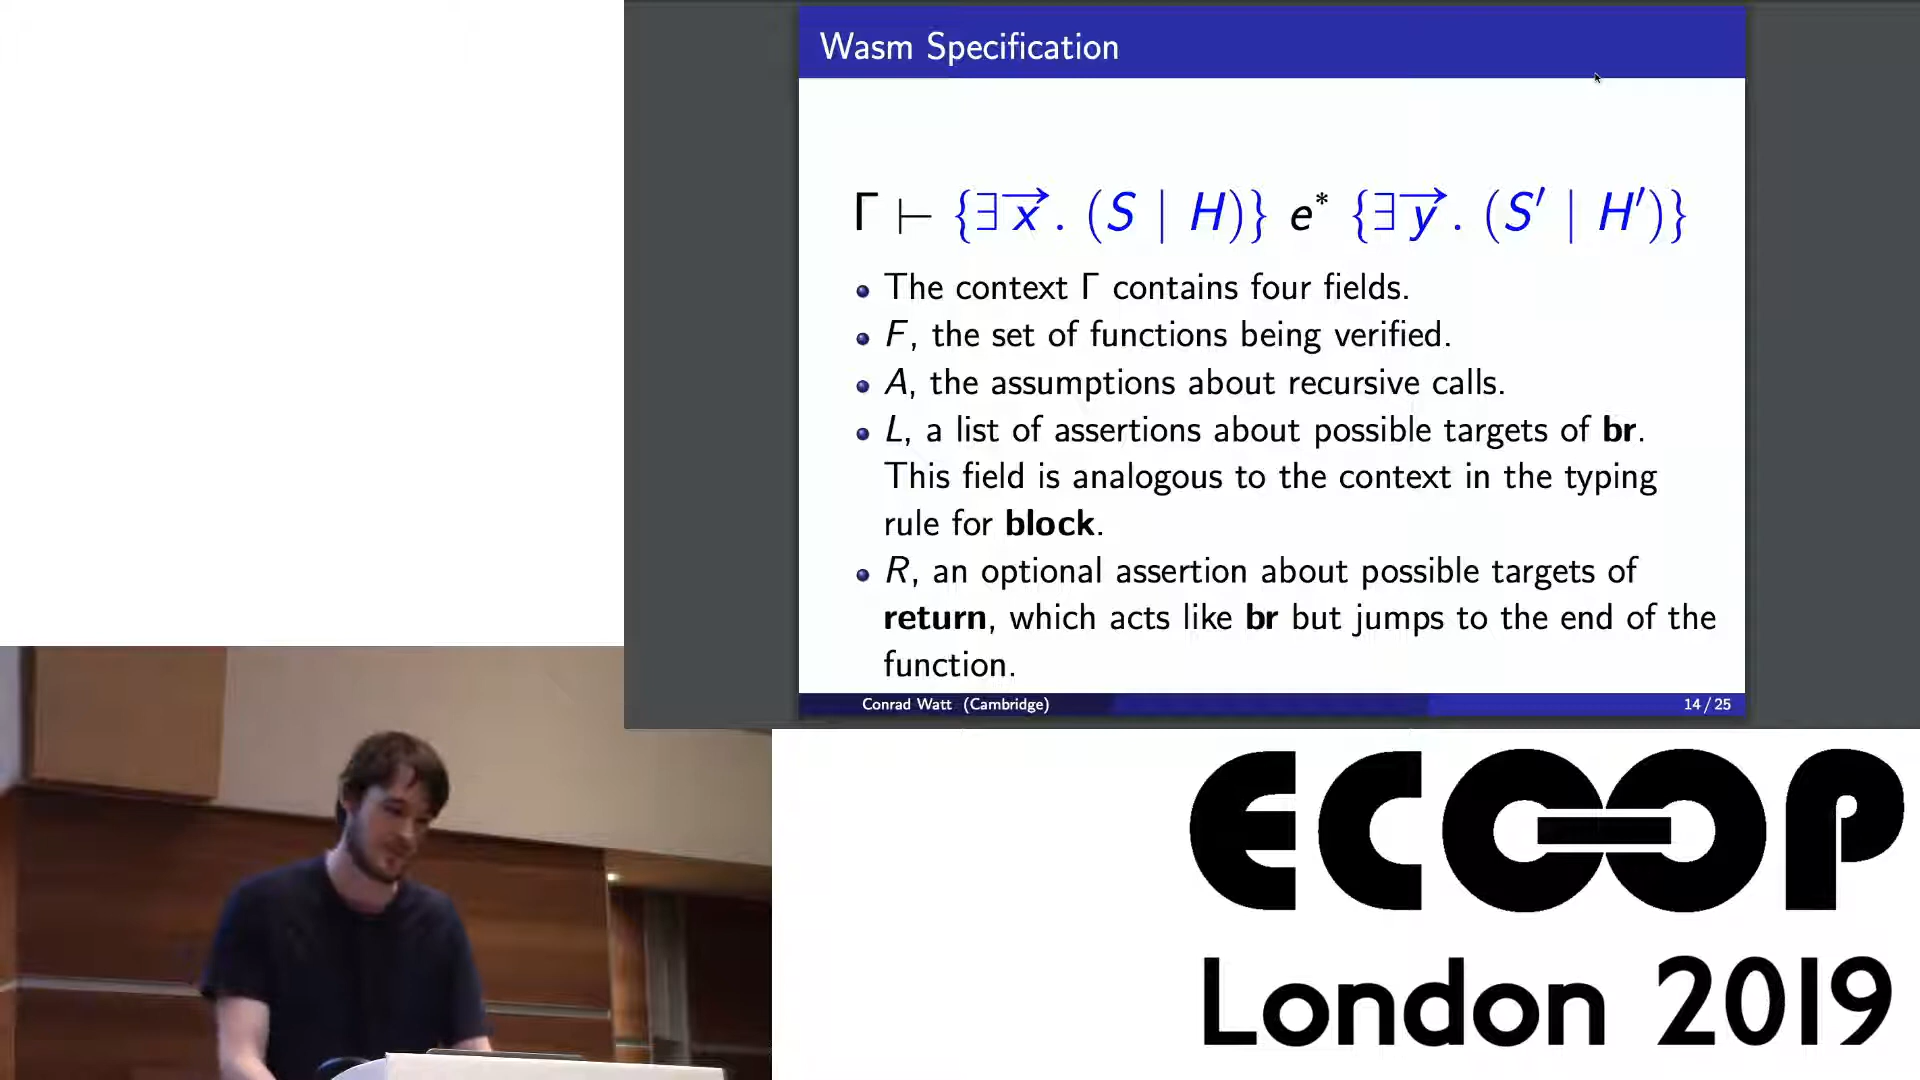 Wasm Specification
Γ ⊢ {∃x⃗. (S | H)} e* {∃y⃗. (S′ | H′)}
The context Γ contains four fields.
F, the set of functions being verified.
A, the assumptions about recursive calls.
L, a list of assertions about possible targets of br.
This field is analogous to the context in the typing
rule for block.
R, an optional assertion about possible targets of
return, which acts like br but jumps to the end of the
function.
Conrad Watt (Cambridge)
14 / 25
ECOOP
London 2019